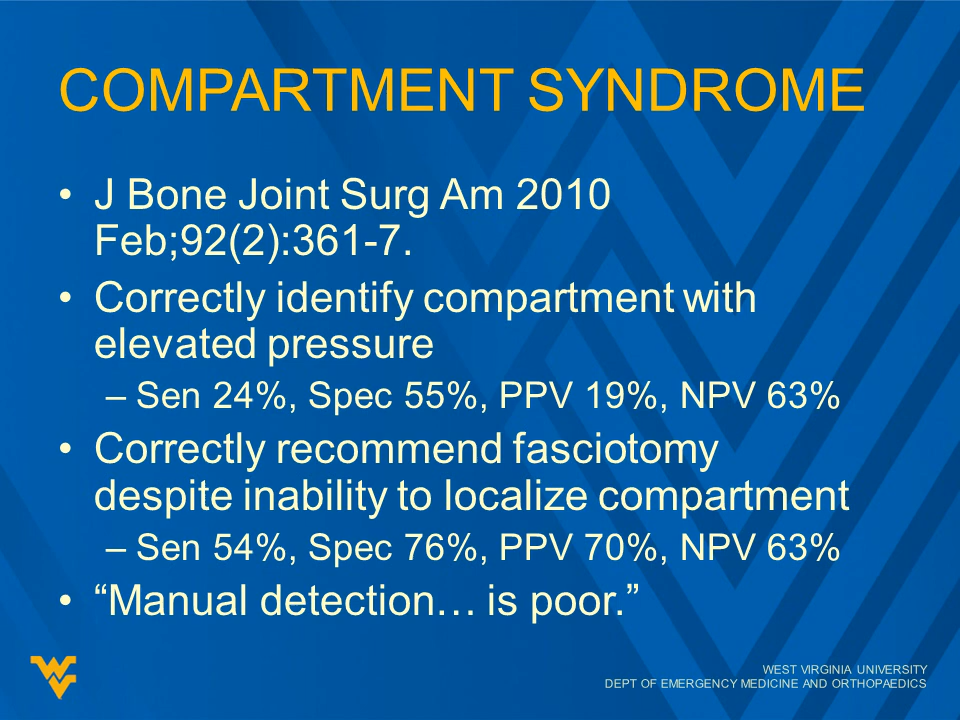 COMPARTMENT SYNDROME
• J Bone Joint Surg Am 2010
Feb;92(2):361-7.
• Correctly identify compartment with
elevated pressure
– Sen 24%, Spec 55%, PPV 19%, NPV 63%
• Correctly recommend fasciotomy
despite inability to localize compartment
– Sen 54%, Spec 76%, PPV 70%, NPV 63%
• “Manual detection… is poor.”
WV
WEST VIRGINIA UNIVERSITY
DEPT OF EMERGENCY MEDICINE AND ORTHOPAEDICS